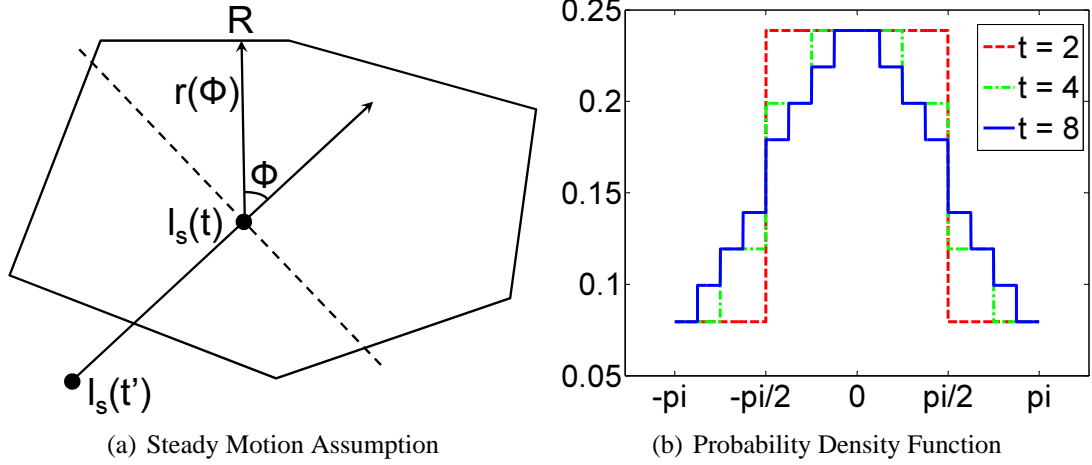 R
r(Φ)
Φ
l_s(t)
l_s(t')
(a) Steady Motion Assumption
0.25
0.2
0.15
0.1
0.05
-pi
-pi/2
0
pi/2
pi
t = 2
t = 4
t = 8
(b) Probability Density Function